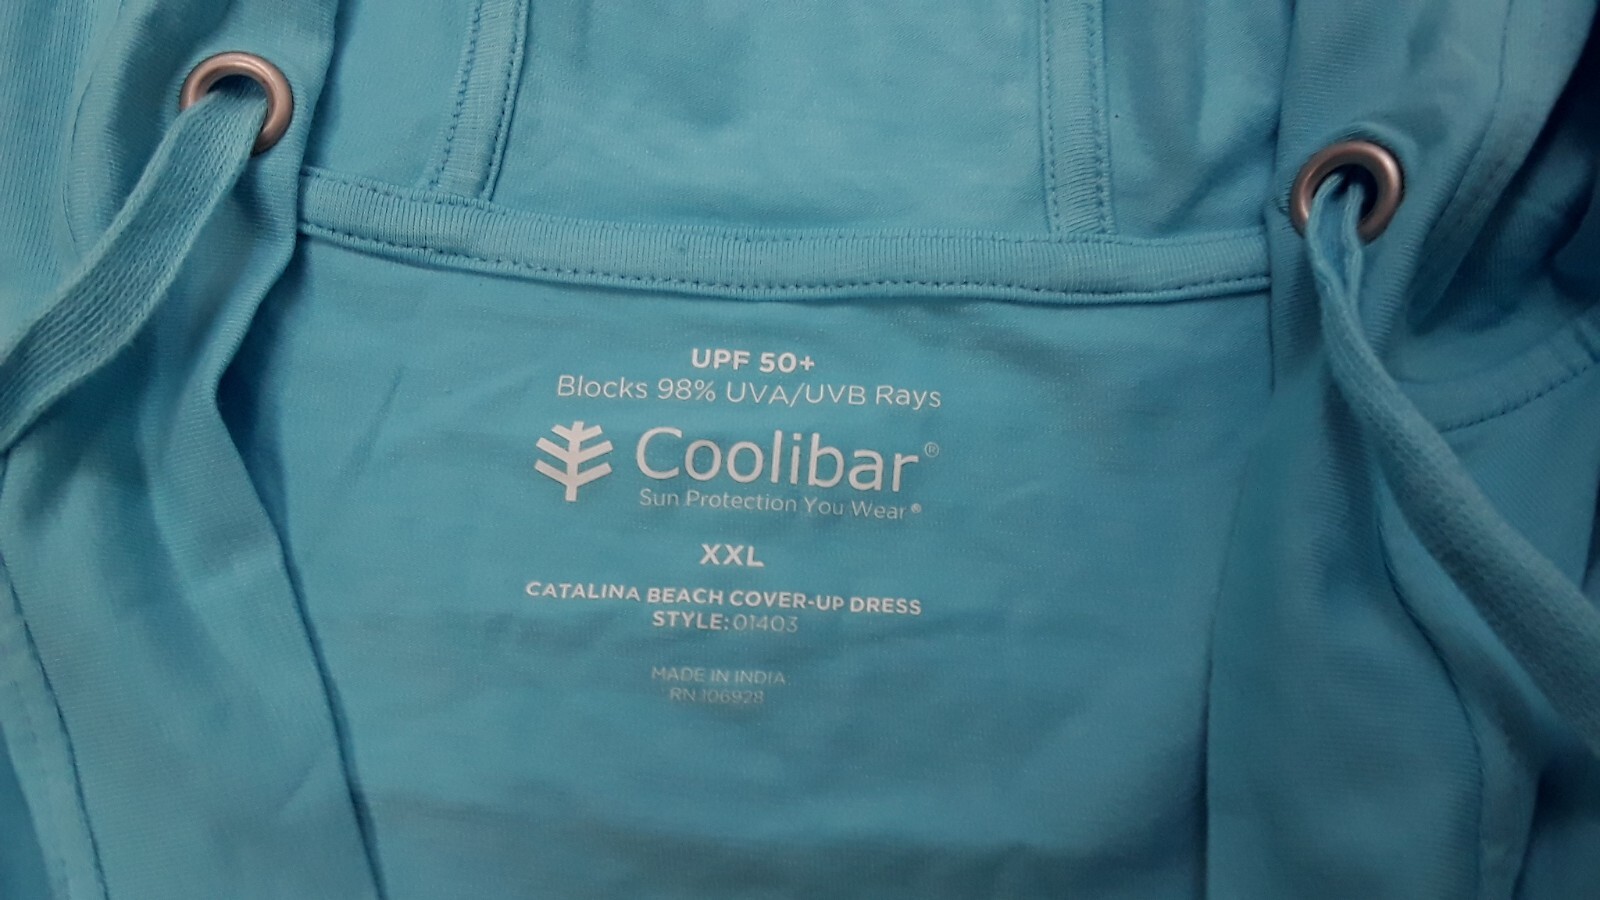 UPF 50+
Blocks 98% UVA/UVB Rays
Coolibar®
Sun Protection You Wear®
XXL
CATALINA BEACH COVER-UP DRESS
STYLE: 01403
MADE IN INDIA
RN 106928